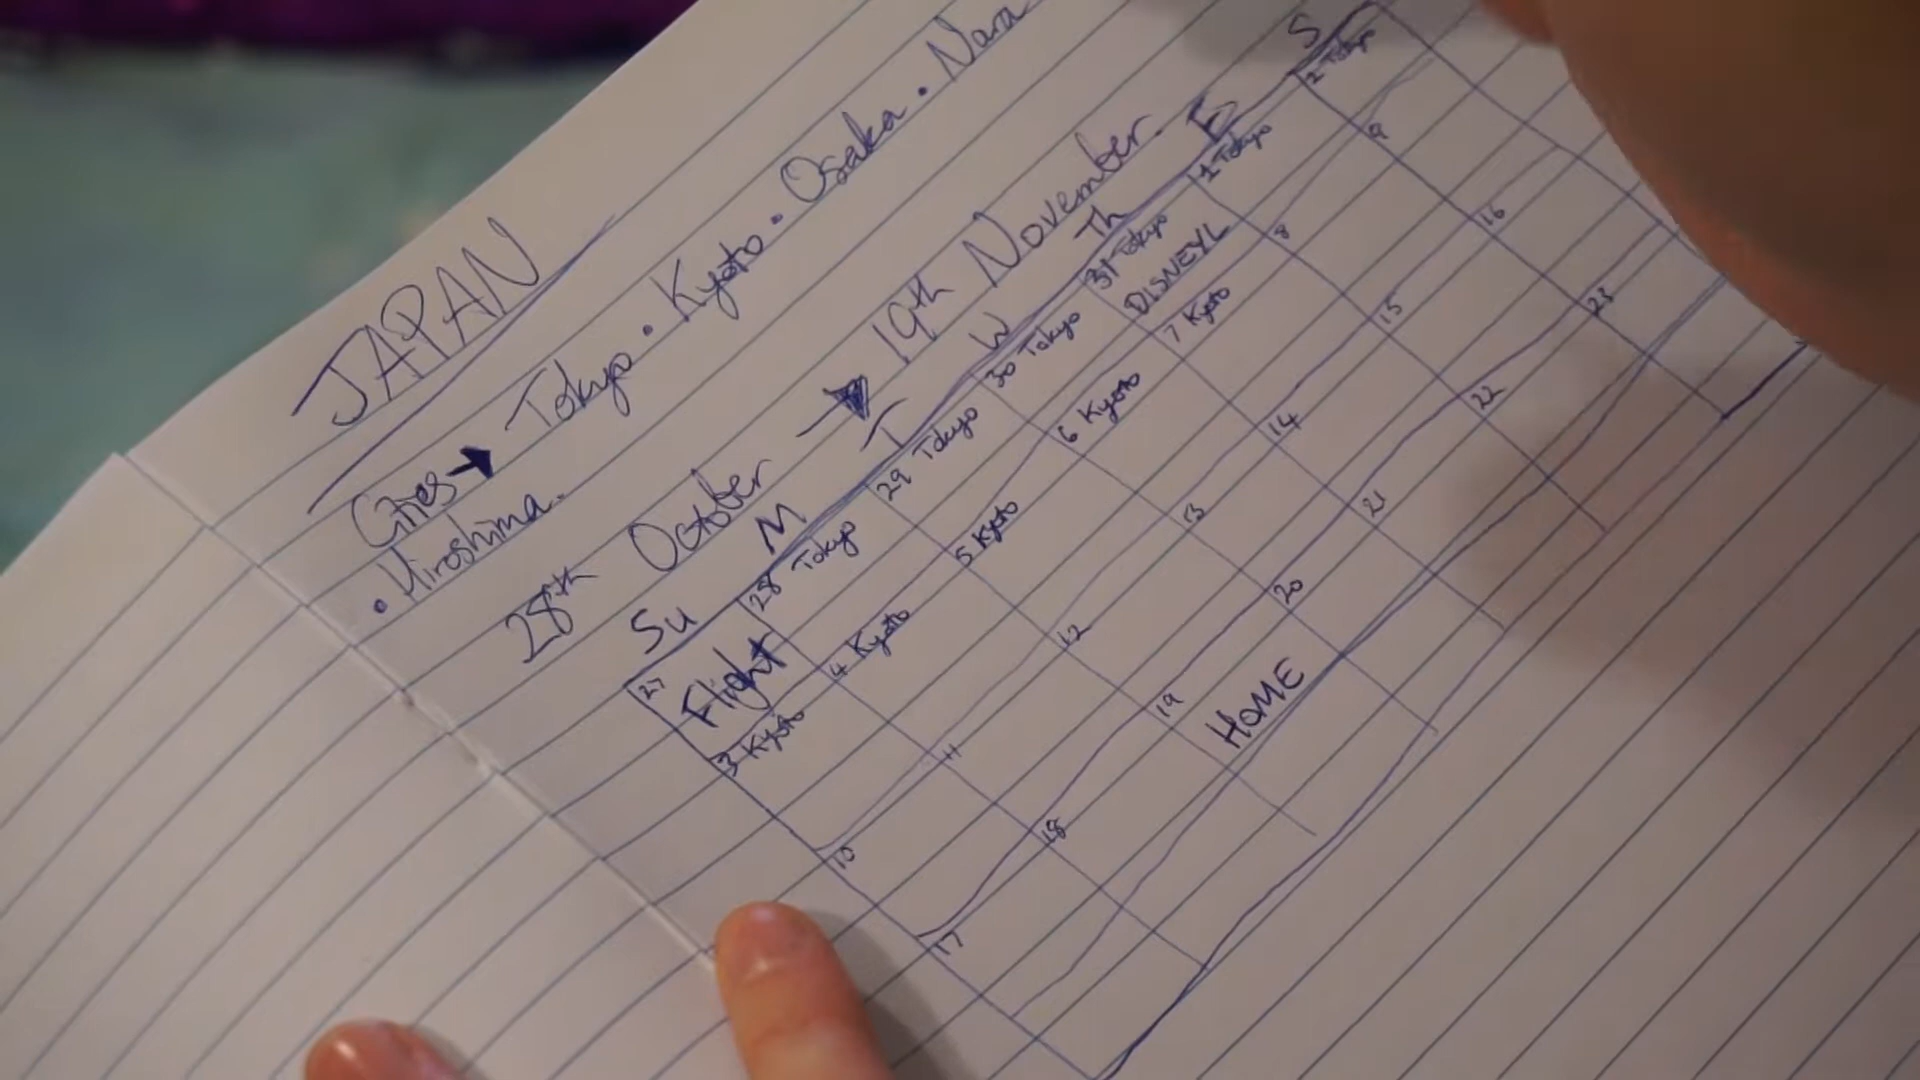 JAPAN
Cities → Tokyo • Kyoto • Osaka • Nara
• Hiroshima.
28th October → 19th November.
Su M T W Th F S
27 Flight 28 Tokyo 29 Tokyo 30 Tokyo 31 Tokyo DISNEYL 1 Tokyo 2 Tokyo
3 Kyoto 4 Kyoto 5 Kyoto 6 Kyoto 7 Kyoto 8 9
10 11 12 13 14 15 16
17 18 19 HOME 20 21 22 23